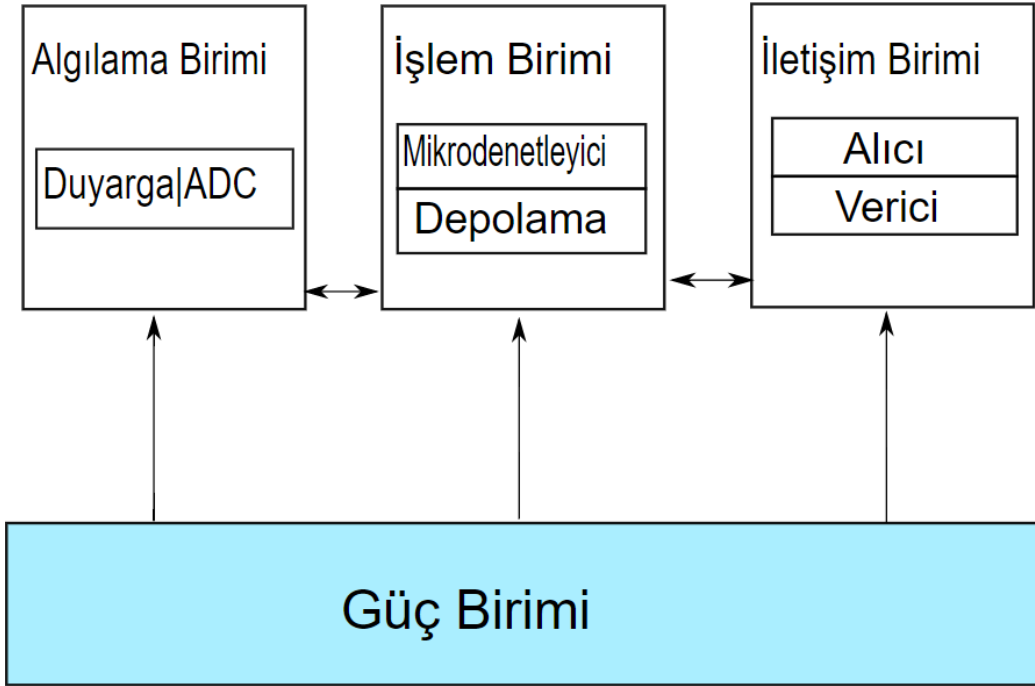 Algılama Birimi
Duyarga|ADC
İşlem Birimi
Mikrodenetleyici
Depolama
İletişim Birimi
Alıcı
Verici
Güç Birimi